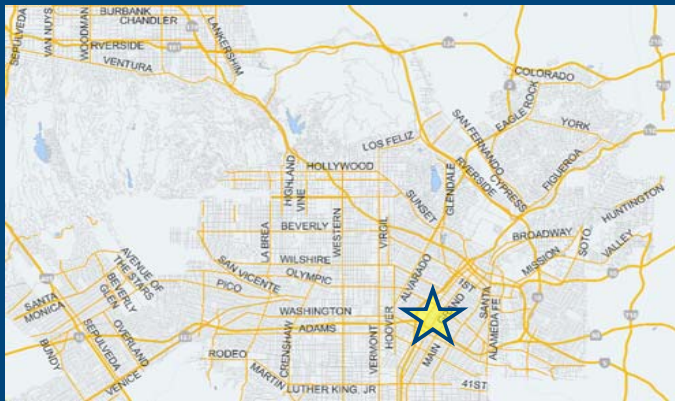 BURBANK
CHANDLER
SEPULVEDA
VAN NUYS
WOODMAN
RIVERSIDE
VENTURA
LANKERSHIM
COLORADO
EAGLE ROCK
YORK
SAN FERNANDO
LOS FELIZ
RIVERSIDE
CYPRESS
FIGUEROA
GLENDALE
HOLLYWOOD
HIGHLAND
VINE
SUNSET
HUNTINGTON
LA BREA
BEVERLY
WESTERN
VIRGIL
BROADWAY
MISSION
SOTO
VALLEY
WILSHIRE
SAN VICENTE
OLYMPIC
PICO
ALVARADO
1ST
AVENUE OF
THE STARS
BEVERLY
GLEN
SANTA
MONICA
SEPULVEDA
OVERLAND
BUNDY
VENICE
WASHINGTON
ADAMS
CRENSHAW
VERMONT
HOOVER
MAIN
SANTA
FE
ALAMEDA
RODEO
MARTIN
LUTHER KING, JR
41ST